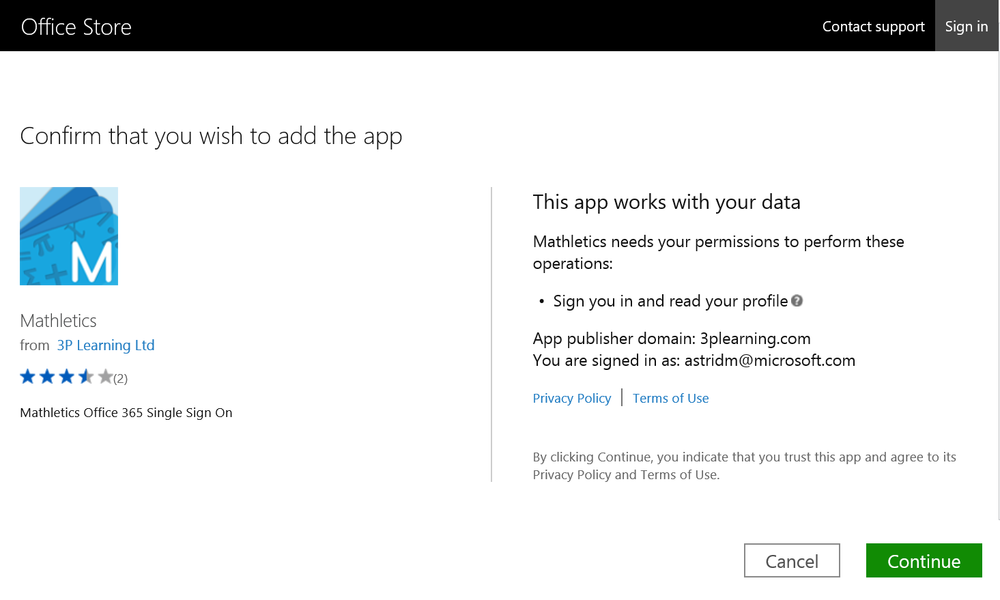 Office Store
Contact support
Sign in
Confirm that you wish to add the app
M
Mathletics
from 3P Learning Ltd
(2)
Mathletics Office 365 Single Sign On
This app works with your data
Mathletics needs your permissions to perform these
operations:
• Sign you in and read your profile ?
App publisher domain: 3plearning.com
You are signed in as: astridm@microsoft.com
Privacy Policy | Terms of Use
By clicking Continue, you indicate that you trust this app and agree to its
Privacy Policy and Terms of Use.
Cancel
Continue